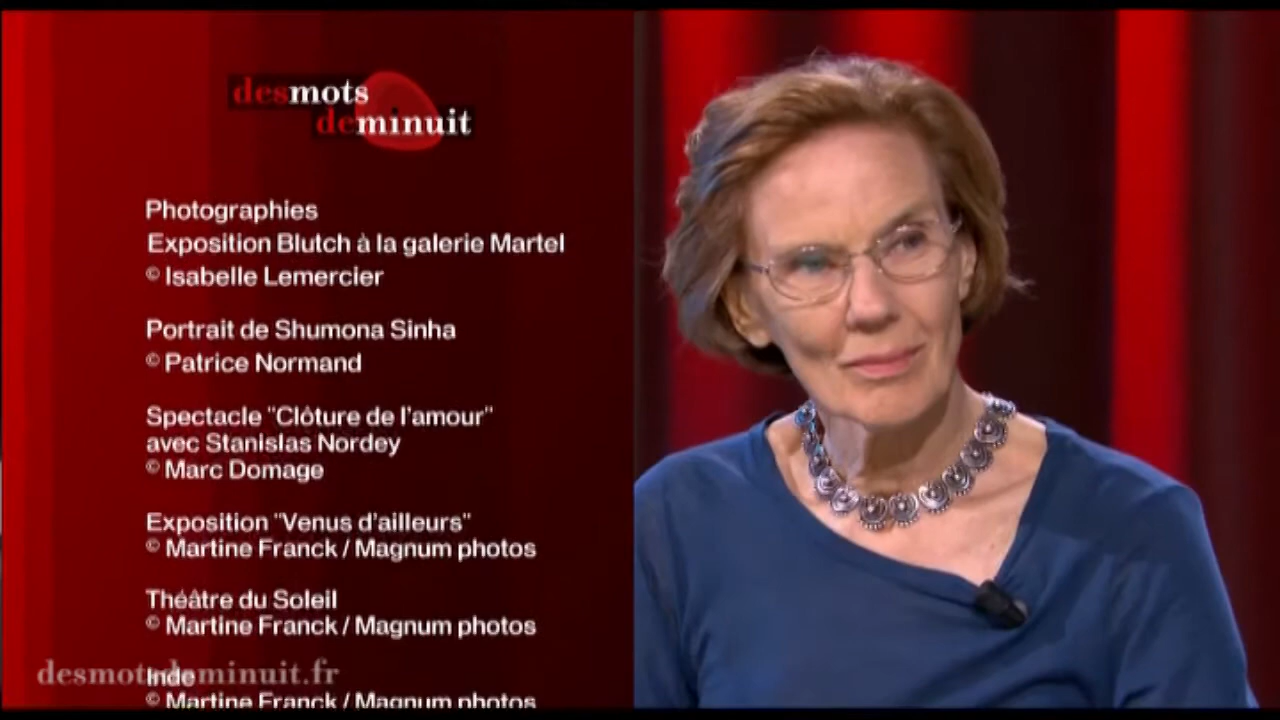 desmots
deminuit
Photographies
Exposition Blutch à la galerie Martel
© Isabelle Lemercier
Portrait de Shumona Sinha
© Patrice Normand
Spectacle "Clôture de l'amour"
avec Stanislas Nordey
© Marc Domage
Exposition "Venus d'ailleurs"
© Martine Franck / Magnum photos
Théâtre du Soleil
© Martine Franck / Magnum photos
Inde
desmotsdeminuit.fr
© Martine Franck / Magnum photos